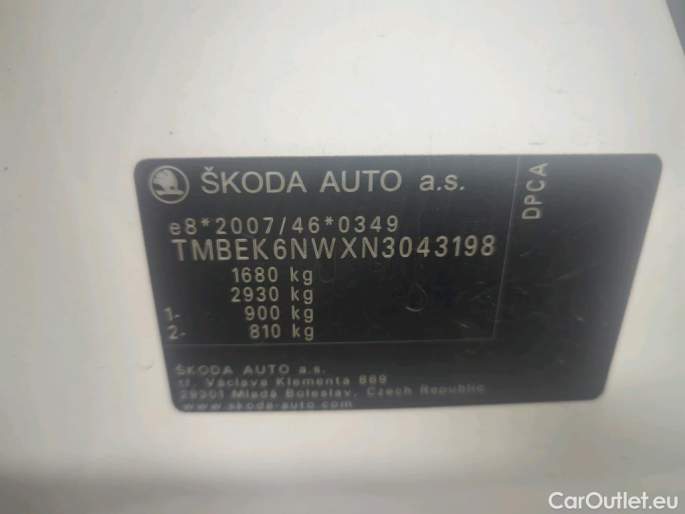 ŠKODA AUTO a.s.
DPCA
e8*2007/46*0349
TMBEK6NWXN3043198
1680 kg
2930 kg
1- 900 kg
2- 810 kg
ŠKODA AUTO a.s.
tř. Václava Klementa 869
29301 Mladá Boleslav, Czech Republic
www.skoda-auto.com
CarOutlet.eu